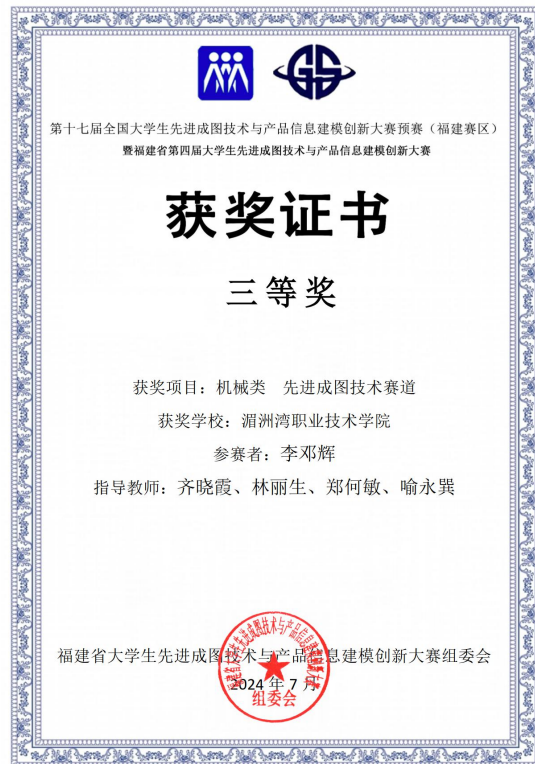 第十七届全国大学生先进成图技术与产品信息建模创新大赛预赛（福建赛区）
暨福建省第四届大学生先进成图技术与产品信息建模创新大赛
获奖证书
三等奖
获奖项目：机械类 先进成图技术赛道
获奖学校：湄洲湾职业技术学院
参赛者：李邓辉
指导教师：齐晓霞、林丽生、郑何敏、喻永巽
福建省大学生先进成图技术与产品信息建模创新大赛组委会
2024 年 7 月
组委会